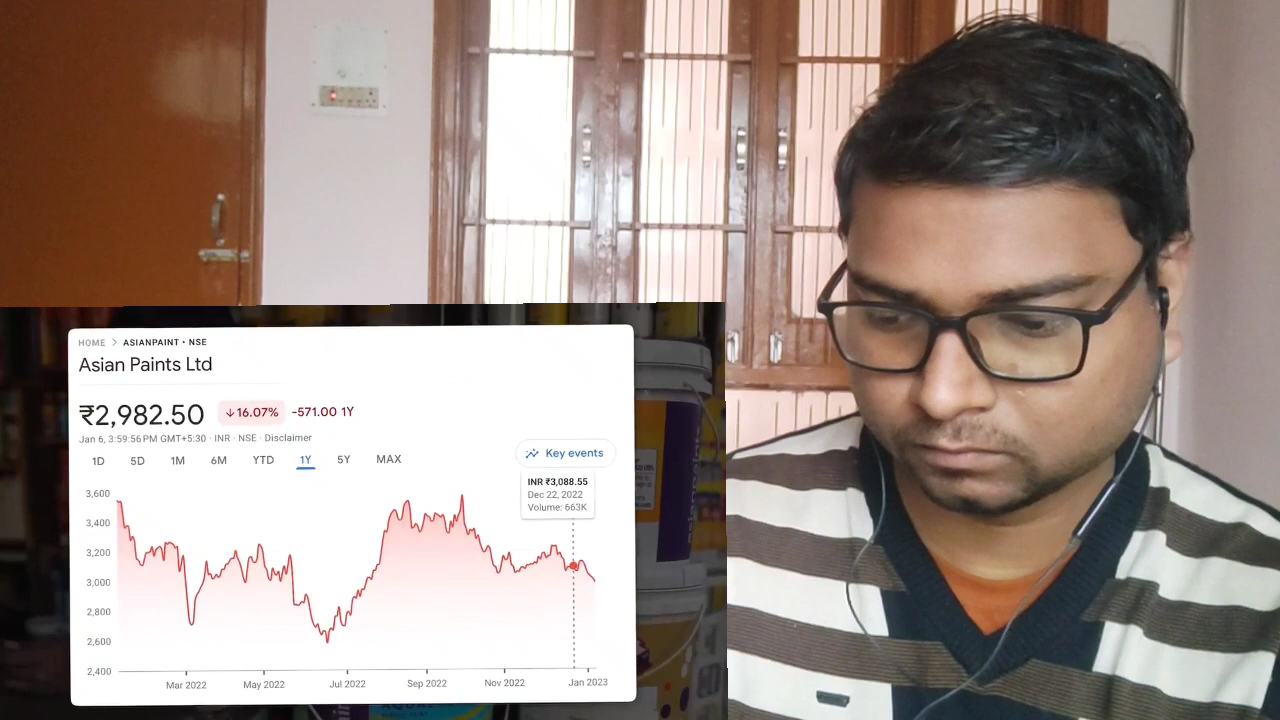 HOME > ASIANPAINT • NSE
Asian Paints Ltd
₹2,982.50 ↓16.07% -571.00 1Y
Jan 6, 3:59:56 PM GMT+5:30 · INR · NSE · Disclaimer
1D 5D 1M 6M YTD 1Y 5Y MAX
Key events
INR ₹3,088.55
Dec 22, 2022
Volume: 663K
3,600
3,400
3,200
3,000
2,800
2,600
2,400
Mar 2022 May 2022 Jul 2022 Sep 2022 Nov 2022 Jan 2023
asianpaints